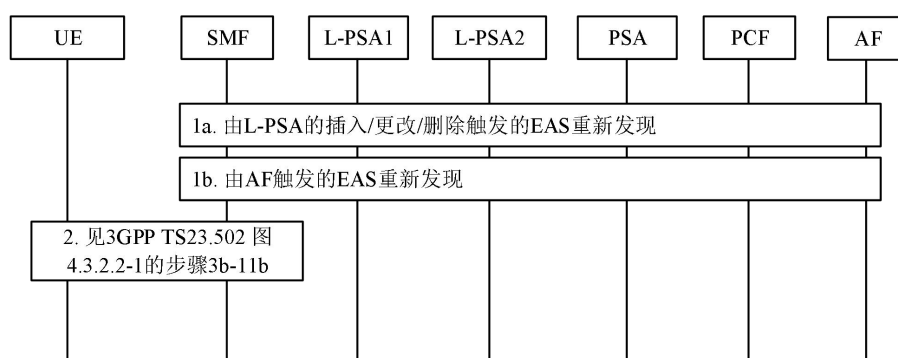 UE SMF L-PSA1 L-PSA2 PSA PCF AF
1a. 由L-PSA的插入/更改/删除触发的EAS重新发现
1b. 由AF触发的EAS重新发现
2. 见3GPP TS23.502 图
4.3.2.2-1的步骤3b-11b